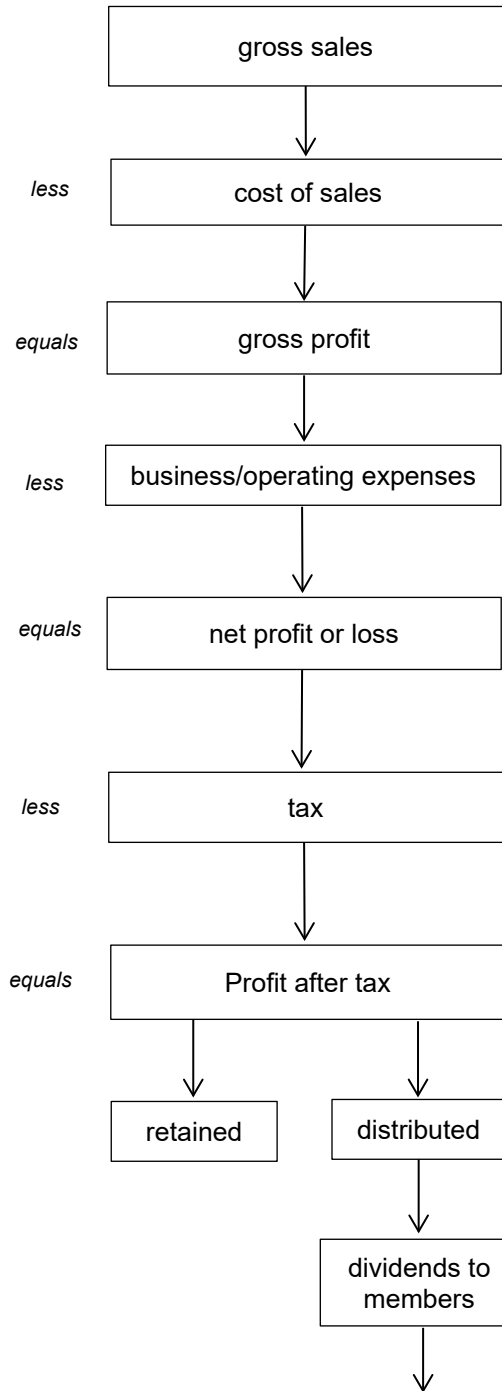 gross sales
less
cost of sales
equals
gross profit
less
business/operating expenses
equals
net profit or loss
less
tax
equals
Profit after tax
retained
distributed
dividends to
members